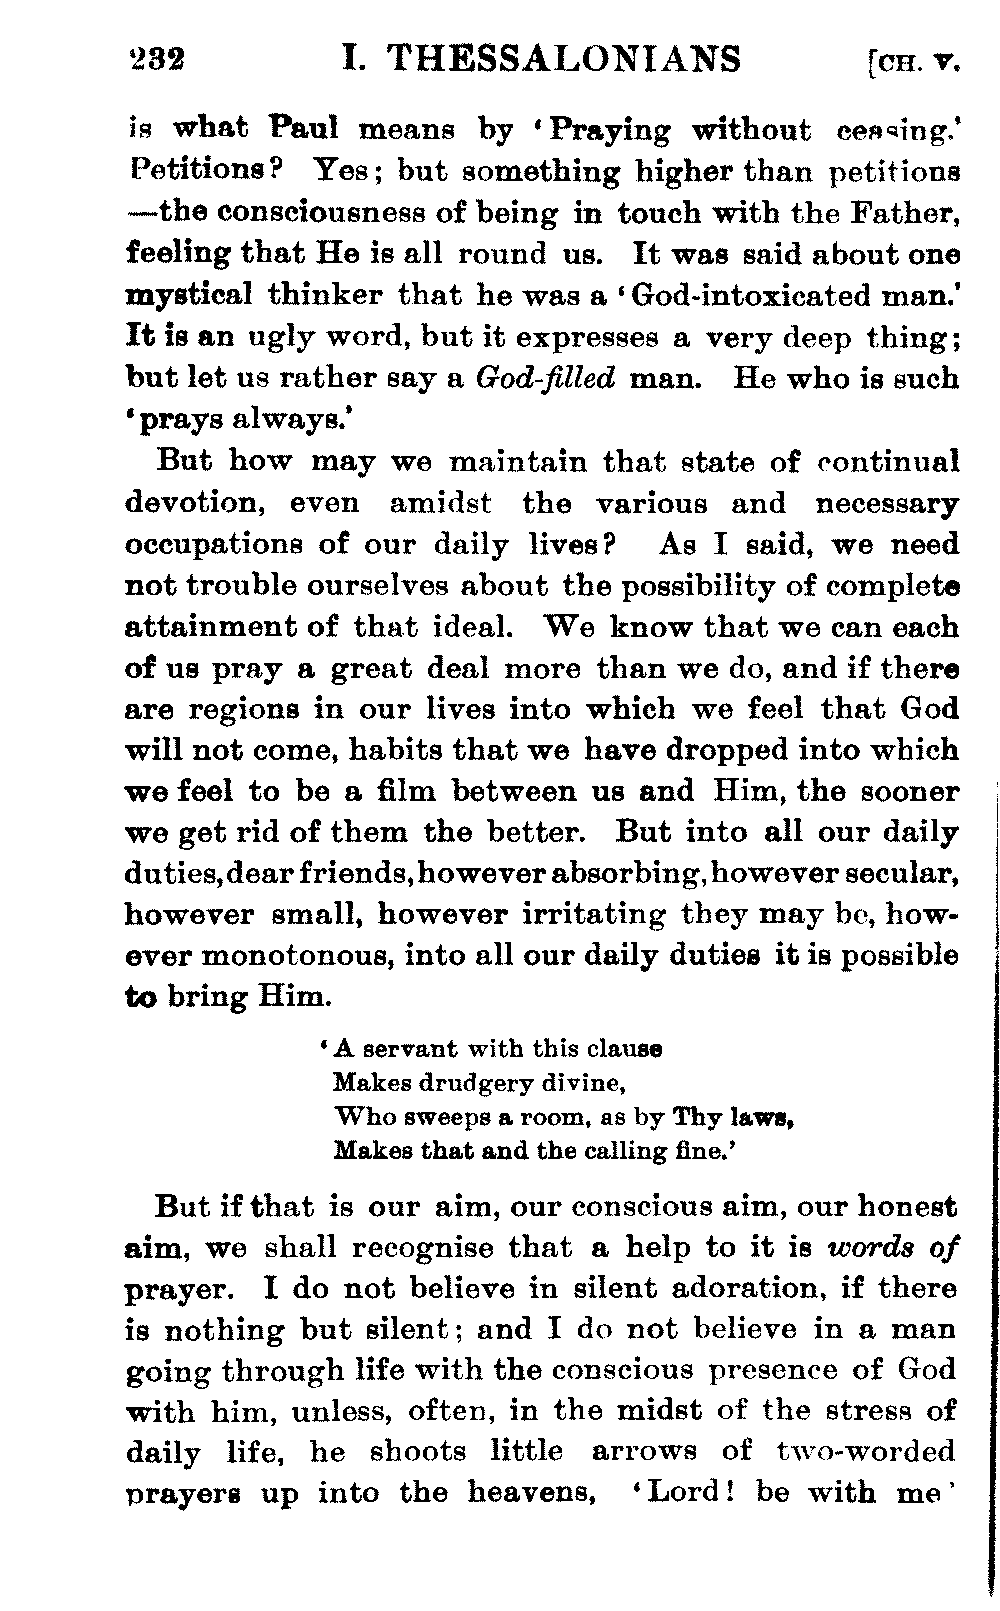 232 I. THESSALONIANS [CH. V.
is what Paul means by ‘Praying without ceasing.’
Petitions? Yes; but something higher than petitions
—the consciousness of being in touch with the Father,
feeling that He is all round us. It was said about one
mystical thinker that he was a ‘God-intoxicated man.’
It is an ugly word, but it expresses a very deep thing;
but let us rather say a God-filled man. He who is such
‘prays always.’
But how may we maintain that state of continual
devotion, even amidst the various and necessary
occupations of our daily lives? As I said, we need
not trouble ourselves about the possibility of complete
attainment of that ideal. We know that we can each
of us pray a great deal more than we do, and if there
are regions in our lives into which we feel that God
will not come, habits that we have dropped into which
we feel to be a film between us and Him, the sooner
we get rid of them the better. But into all our daily
duties, dear friends, however absorbing, however secular,
however small, however irritating they may be, how-
ever monotonous, into all our daily duties it is possible
to bring Him.
‘A servant with this clause
Makes drudgery divine,
Who sweeps a room, as by Thy laws,
Makes that and the calling fine.’
But if that is our aim, our conscious aim, our honest
aim, we shall recognise that a help to it is words of
prayer. I do not believe in silent adoration, if there
is nothing but silent; and I do not believe in a man
going through life with the conscious presence of God
with him, unless, often, in the midst of the stress of
daily life, he shoots little arrows of two-worded
prayers up into the heavens, ‘Lord! be with me’